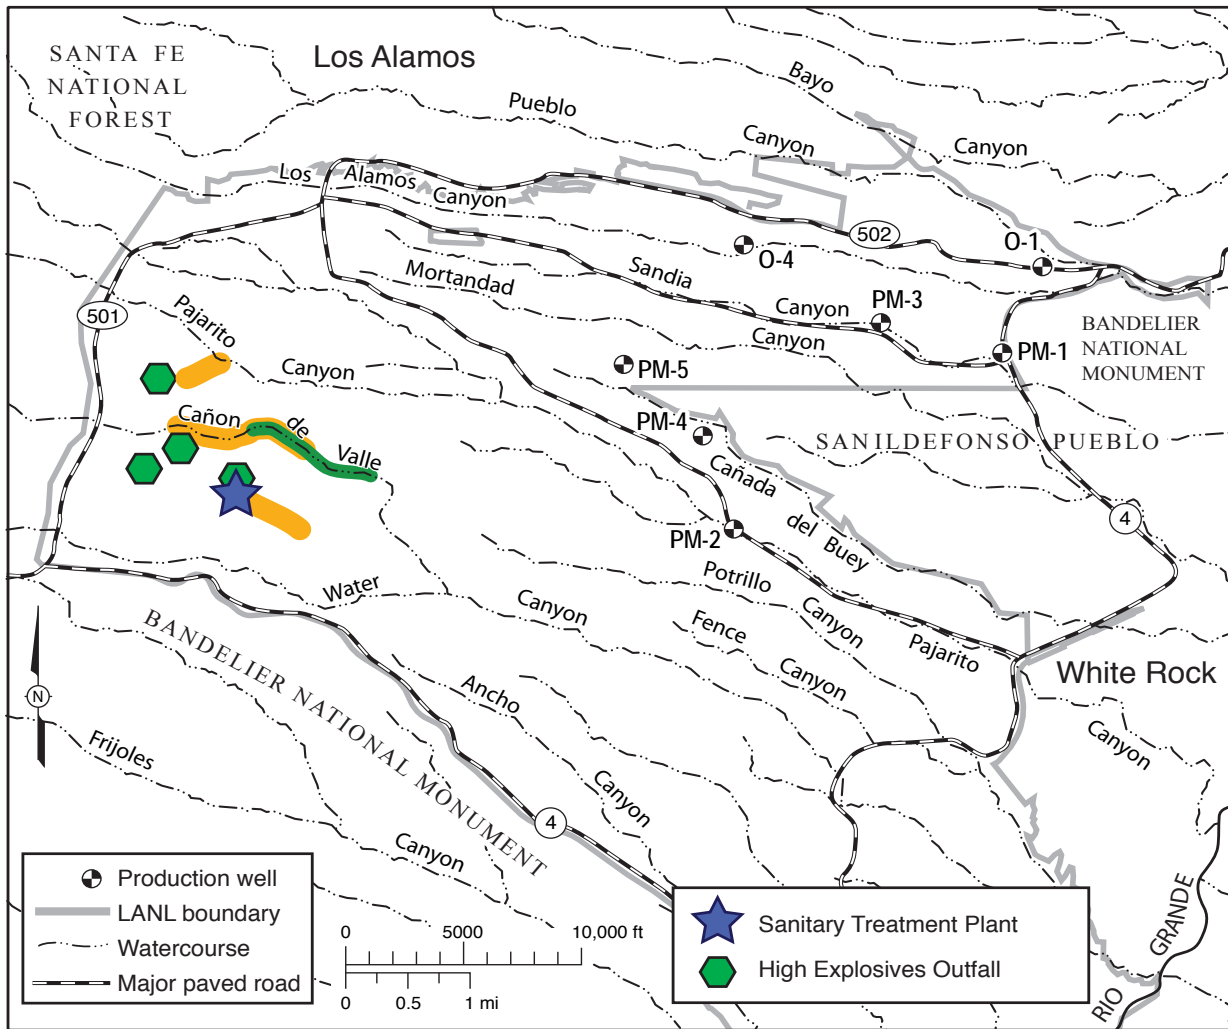 SANTA FE
NATIONAL
FOREST
Los Alamos
Bayo
Canyon
Pueblo
Canyon
Los Alamos
Canyon
502
O-1
O-4
Sandia
Canyon
PM-3
Mortandad
Canyon
PM-1
BANDELIER
NATIONAL
MONUMENT
501
Pajarito
Canyon
PM-5
Cañon de Valle
PM-4
SANILDEFONSO PUEBLO
Cañada del Buey
4
PM-2
Water
Canyon
Potrillo
Canyon
Fence
Canyon
Pajarito
White Rock
Canyon
BANDELIER NATIONAL MONUMENT
Ancho
Canyon
N
Frijoles
Canyon
4
RIO GRANDE
Production well
LANL boundary
Watercourse
Major paved road
0 5000 10,000 ft
0 0.5 1 mi
Sanitary Treatment Plant
High Explosives Outfall